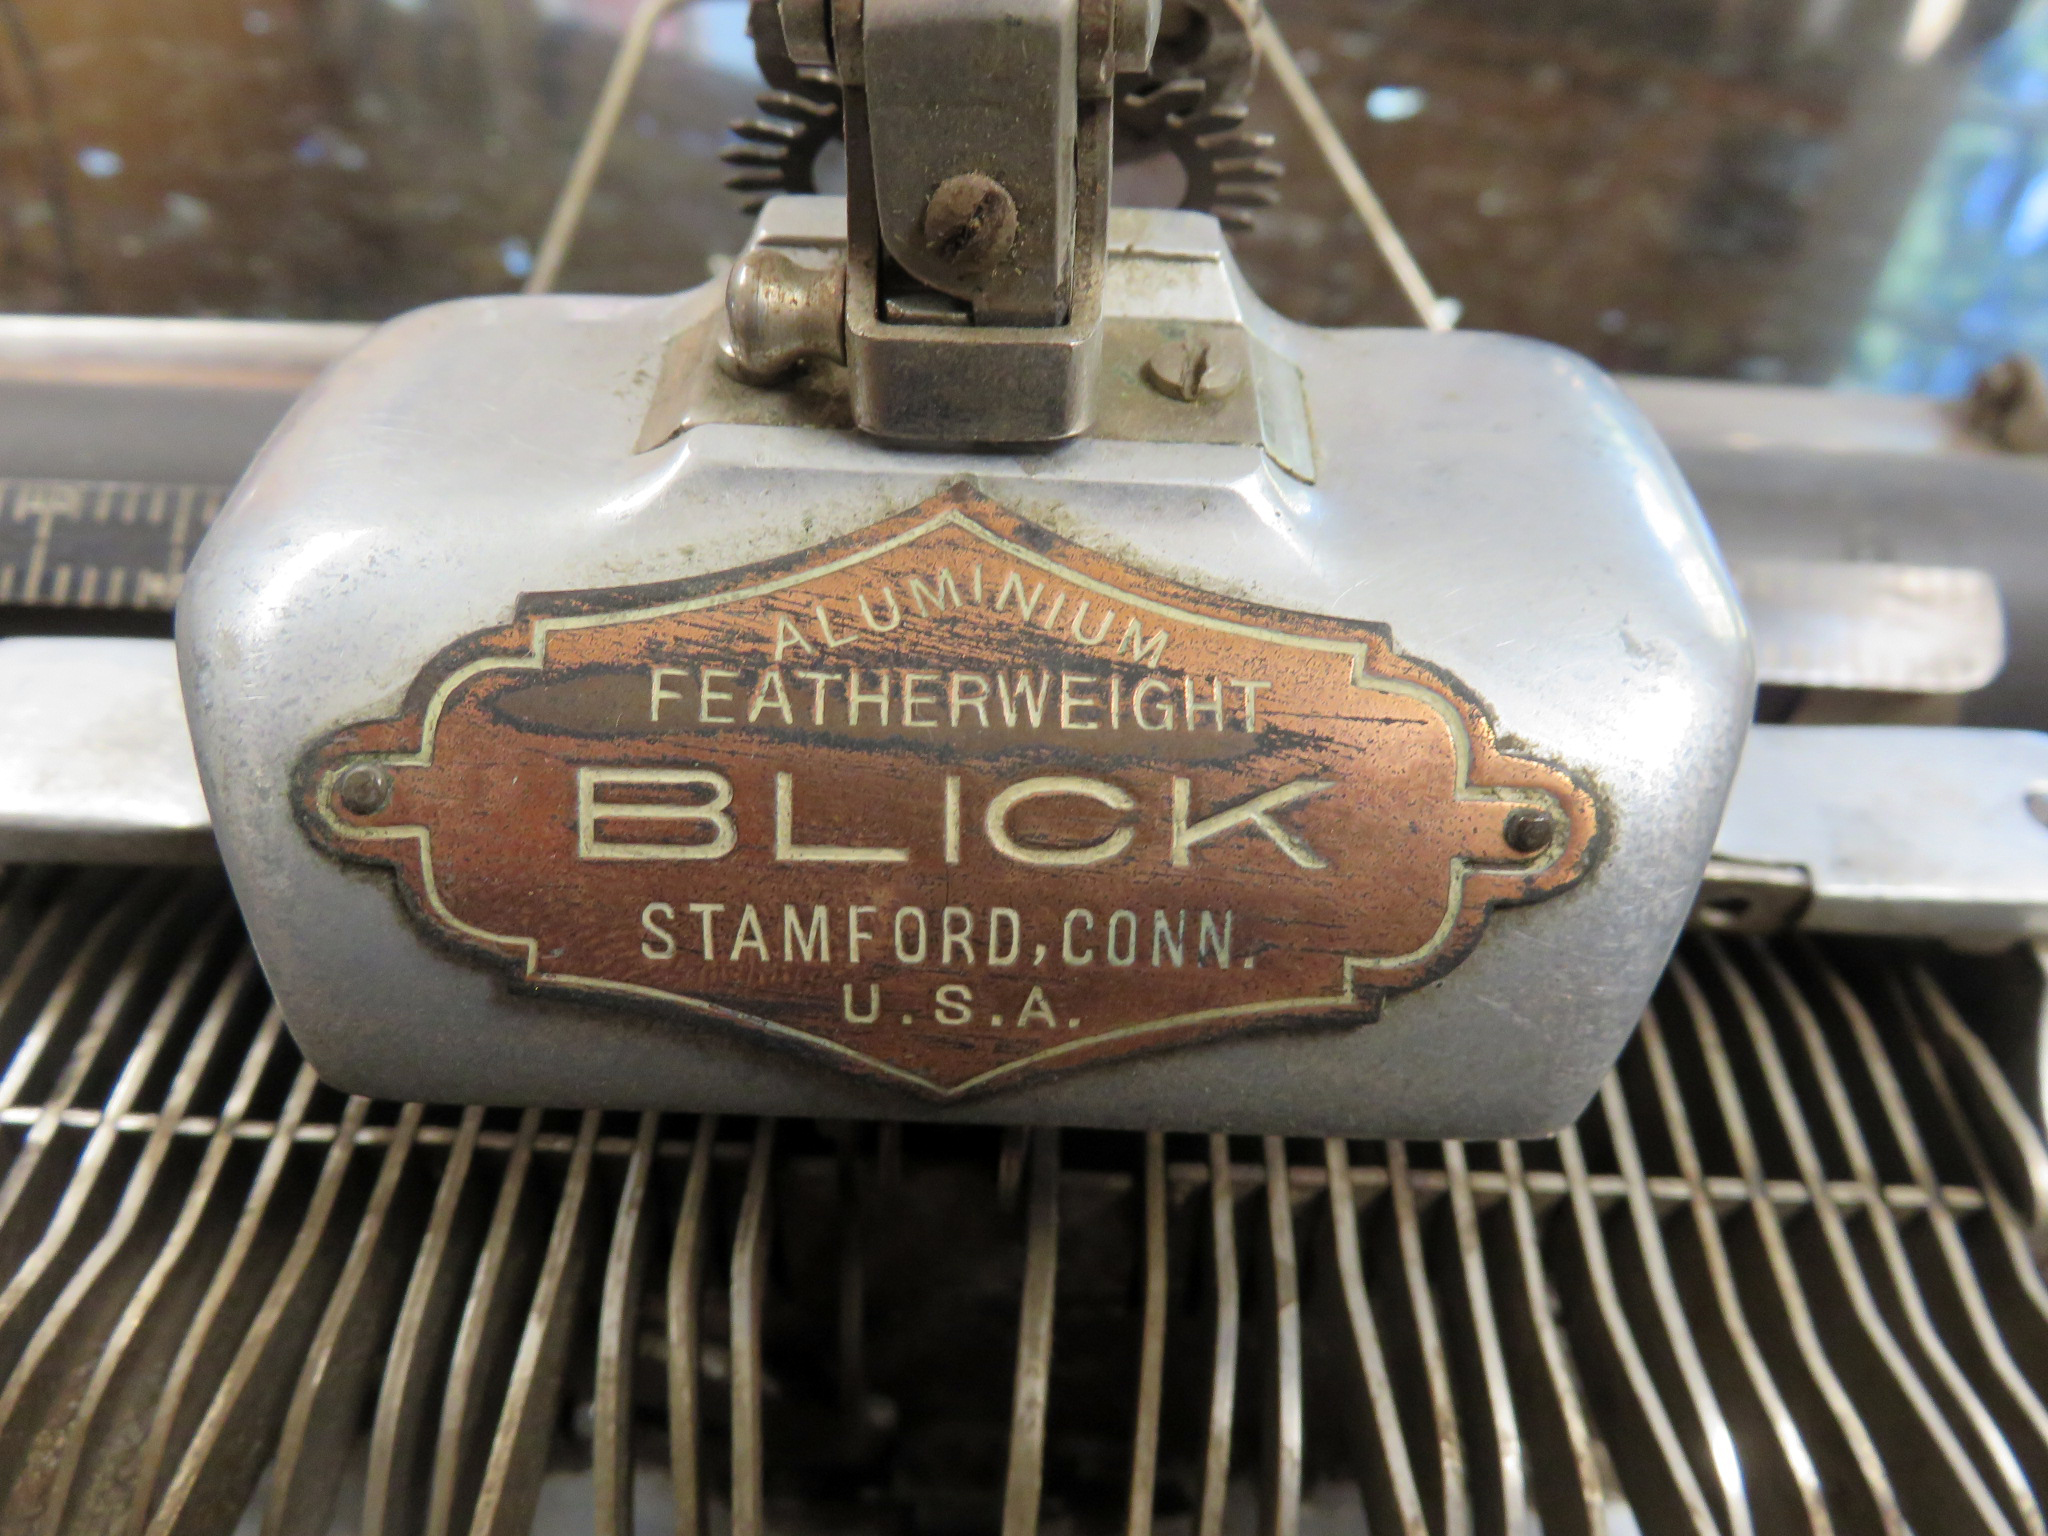 ALUMINIUM
FEATHERWEIGHT
BLICK
STAMFORD, CONN.
U.S.A.